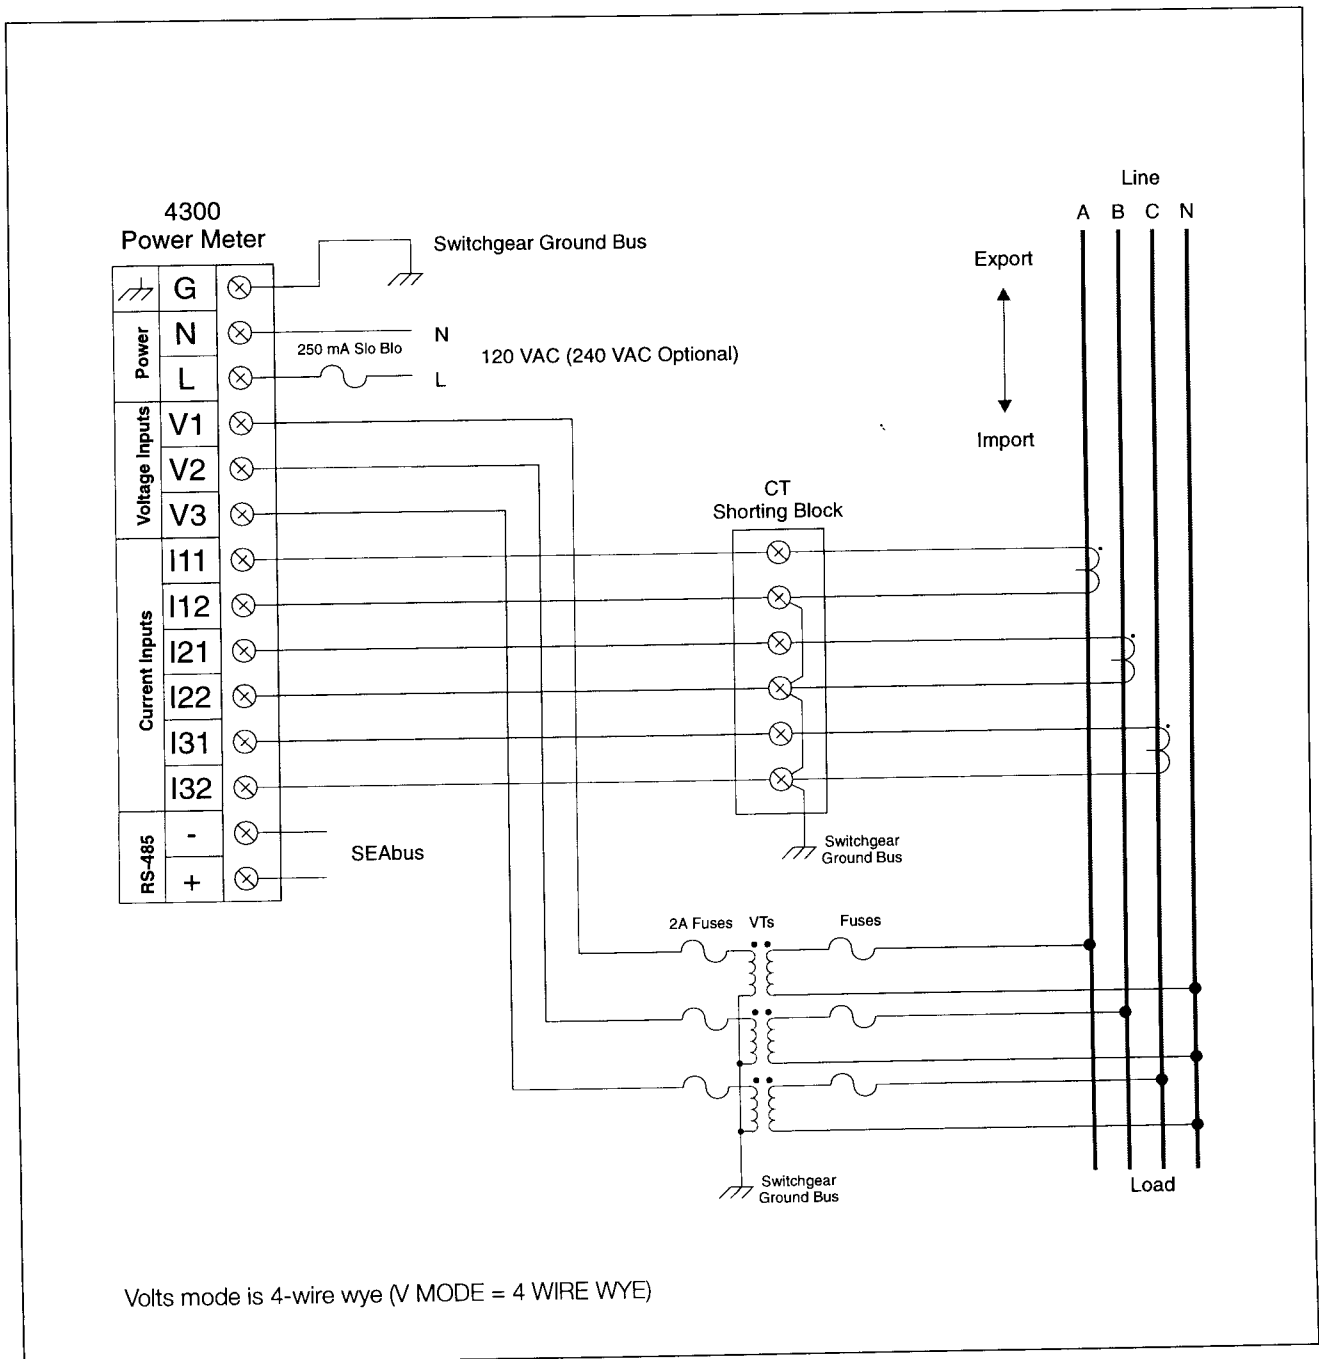 Line
A B C N
4300
Power Meter
Switchgear Ground Bus
Export
Import
G
Power
N
L
250 mA Slo Blo
N
L
120 VAC (240 VAC Optional)
Voltage Inputs
V1
V2
V3
CT
Shorting Block
Current Inputs
I11
I12
I21
I22
I31
I32
Switchgear
Ground Bus
RS-485
-
+
SEAbus
2A Fuses VTs Fuses
Switchgear
Ground Bus
Load
Volts mode is 4-wire wye (V MODE = 4 WIRE WYE)